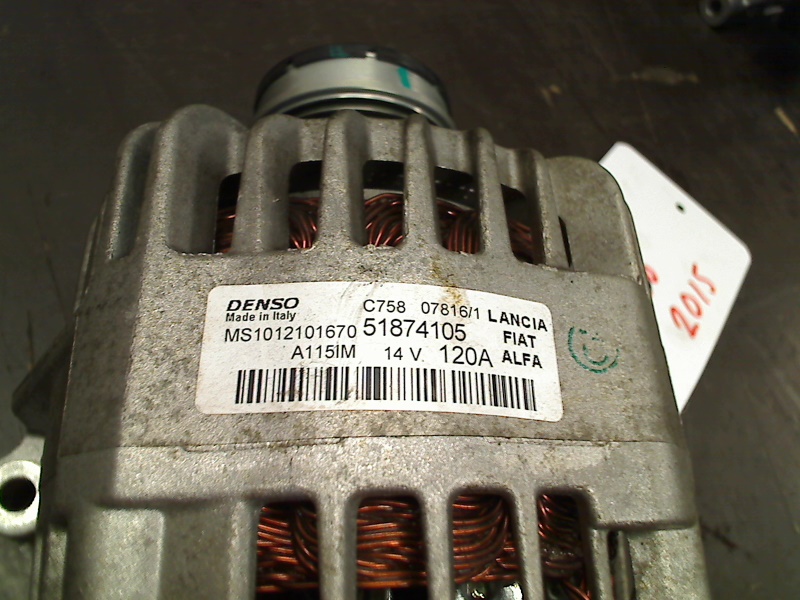 DENSO C758 07816/1 LANCIA
Made in Italy
MS1012101670 51874105 FIAT
A115IM 14 V. 120A ALFA
2015